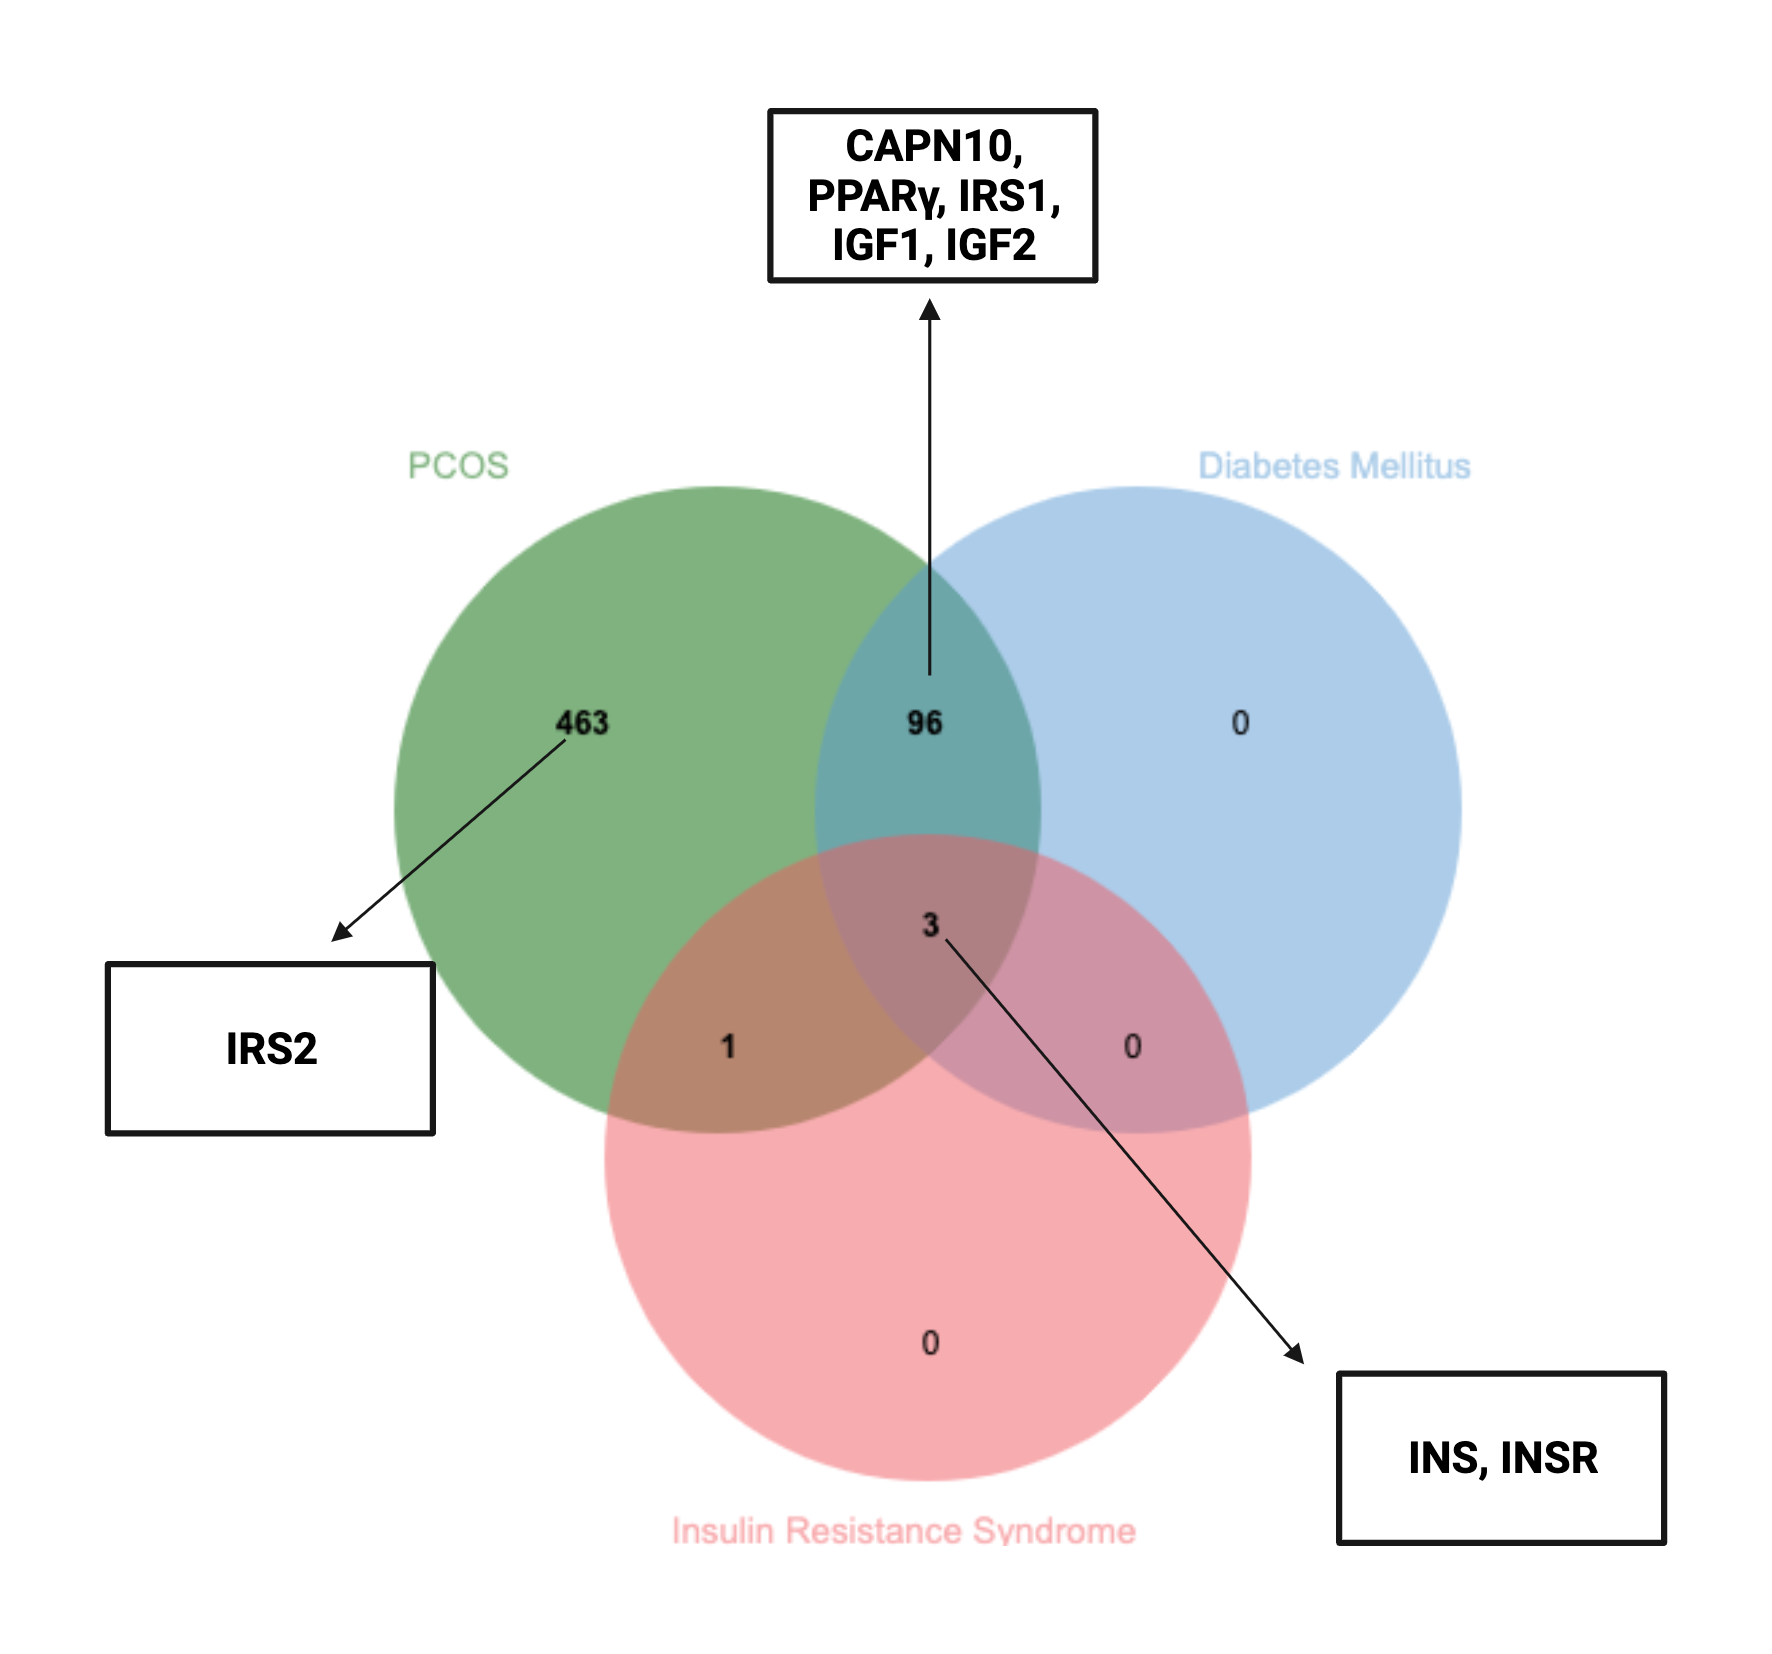 CAPN10,
PPARγ, IRS1,
IGF1, IGF2
PCOS
Diabetes Mellitus
463
96
0
3
IRS2
1
0
0
INS, INSR
Insulin Resistance Syndrome